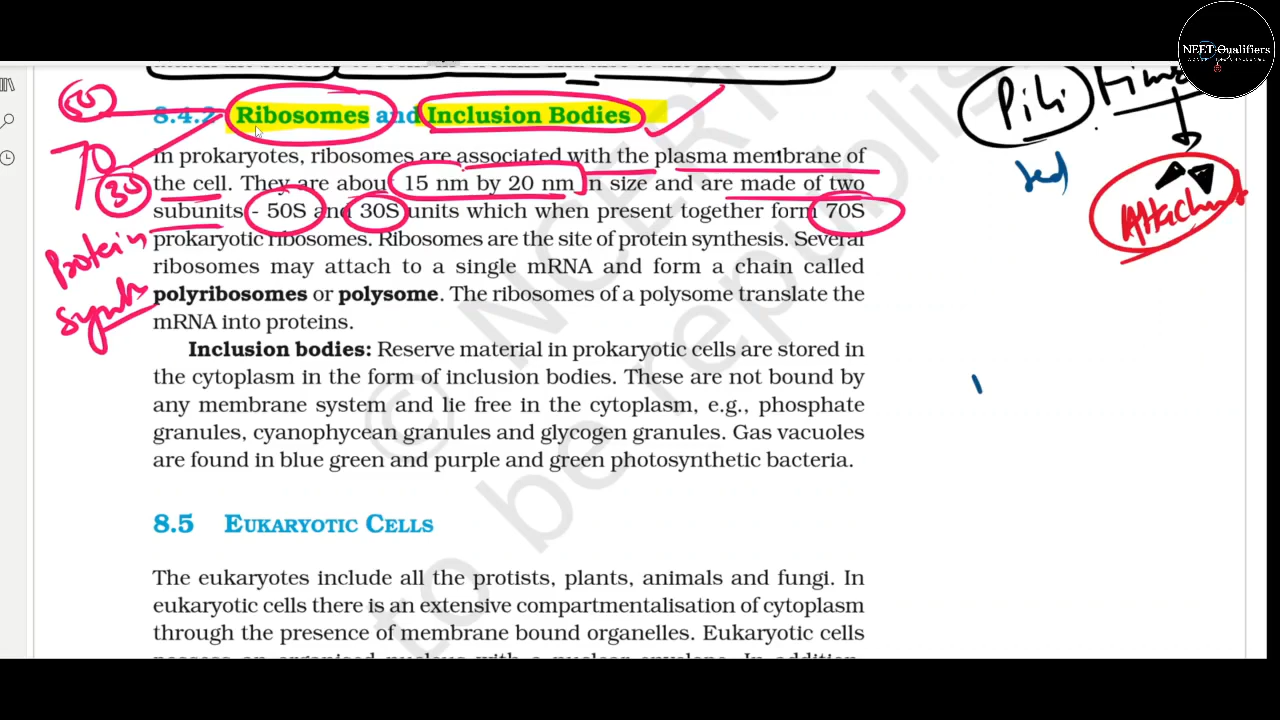 NEET-Qualifiers
8.4.2 Ribosomes and Inclusion Bodies
In prokaryotes, ribosomes are associated with the plasma membrane of
the cell. They are about 15 nm by 20 nm in size and are made of two
subunits - 50S and 30S units which when present together form 70S
prokaryotic ribosomes. Ribosomes are the site of protein synthesis. Several
ribosomes may attach to a single mRNA and form a chain called
polyribosomes or polysome. The ribosomes of a polysome translate the
mRNA into proteins.
Inclusion bodies: Reserve material in prokaryotic cells are stored in
the cytoplasm in the form of inclusion bodies. These are not bound by
any membrane system and lie free in the cytoplasm, e.g., phosphate
granules, cyanophycean granules and glycogen granules. Gas vacuoles
are found in blue green and purple and green photosynthetic bacteria.
8.5 EUKARYOTIC CELLS
The eukaryotes include all the protists, plants, animals and fungi. In
eukaryotic cells there is an extensive compartmentalisation of cytoplasm
through the presence of membrane bound organelles. Eukaryotic cells
50
70
30
Protein
Pili
© NCERT
to be republis